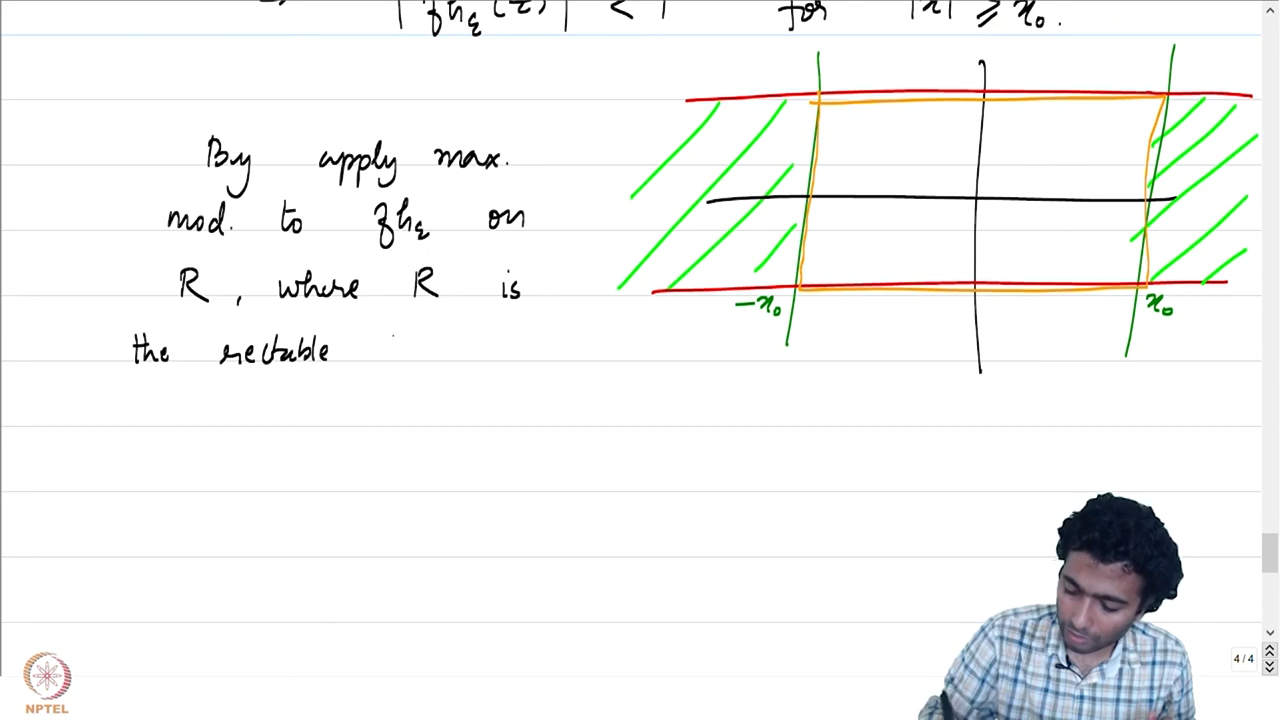 ⇒ |fh_ε(z)| < 1 for |x| ≥ x₀.
By apply max.
mod. to fh_ε on
R, where R is
the rectable
-x₀
x₀
4 / 4
NPTEL